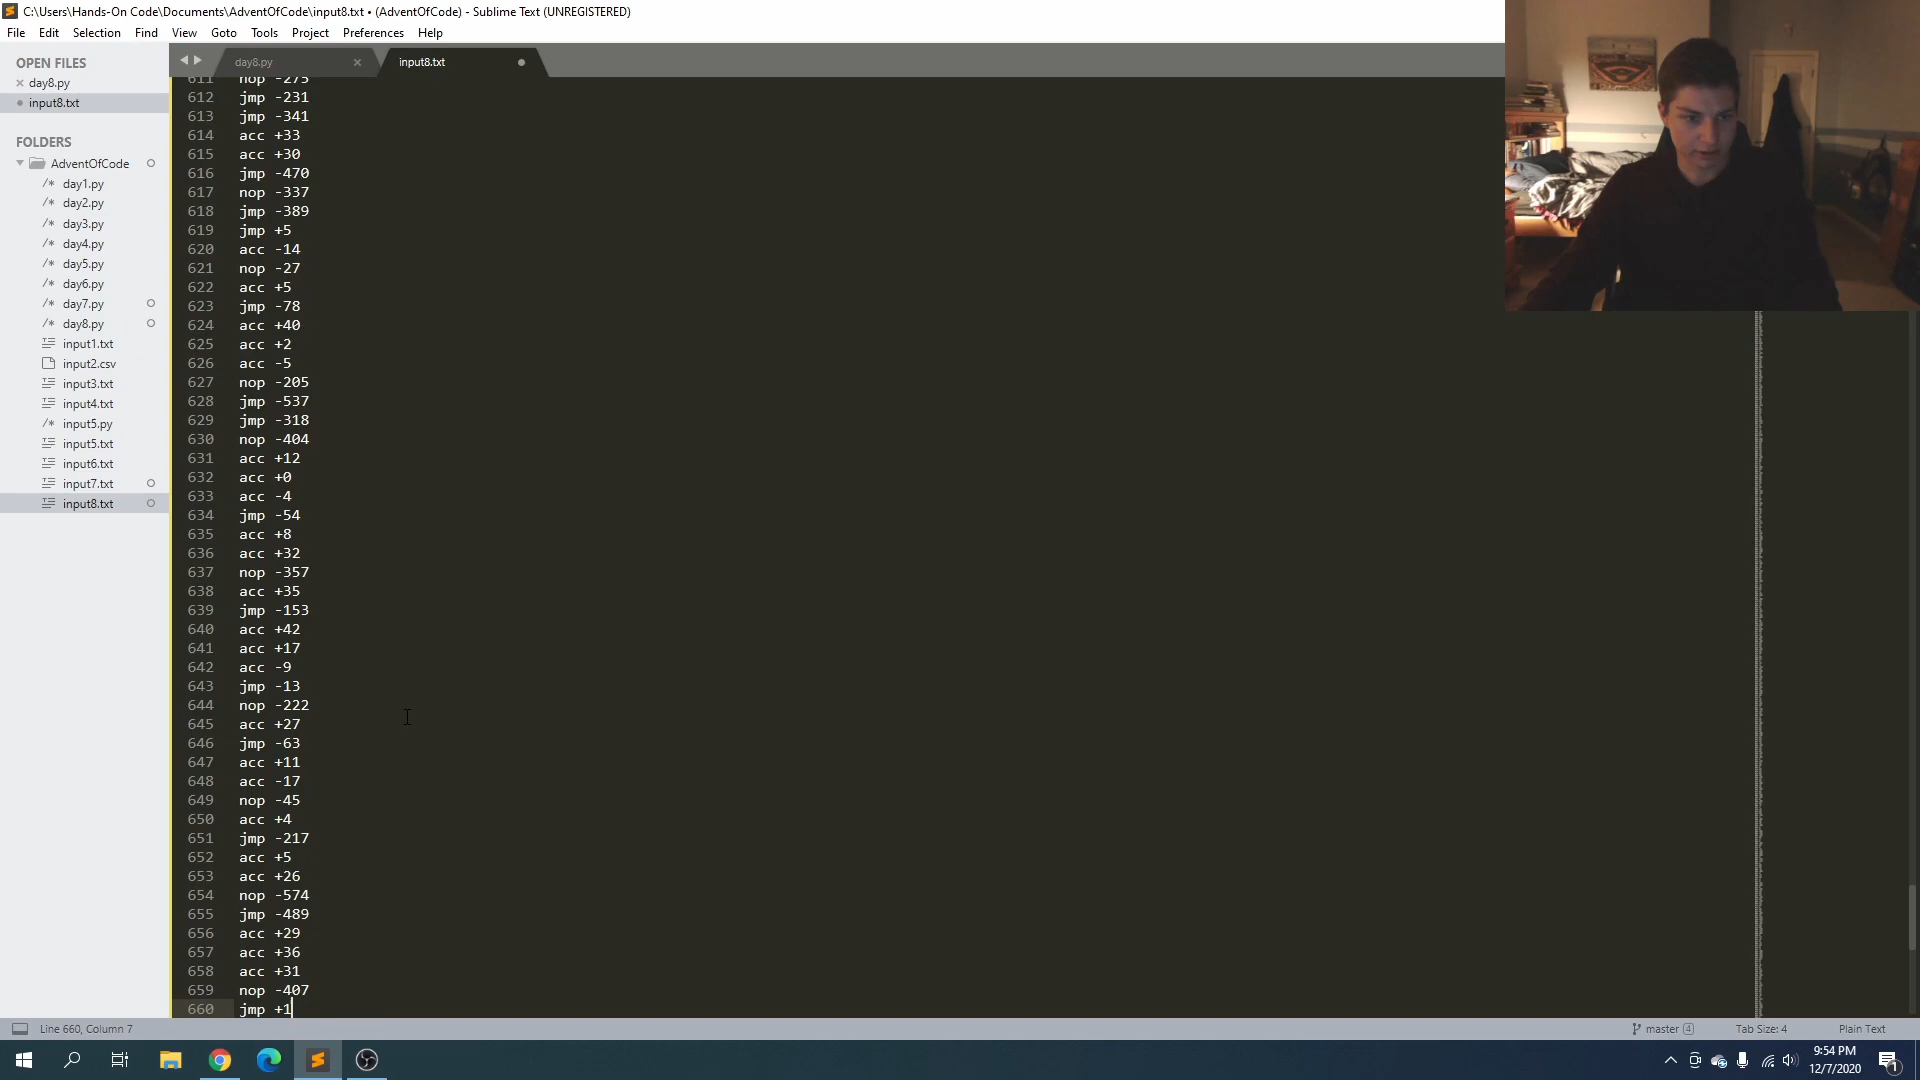 C:\Users\Hands-On Code\Documents\AdventOfCode\input8.txt • (AdventOfCode) - Sublime Text (UNREGISTERED)
File Edit Selection Find View Goto Tools Project Preferences Help
OPEN FILES
day8.py
input8.txt
FOLDERS
AdventOfCode
/* day1.py
/* day2.py
/* day3.py
/* day4.py
/* day5.py
/* day6.py
/* day7.py
/* day8.py
input1.txt
input2.csv
input3.txt
input4.txt
/* input5.py
input5.txt
input6.txt
input7.txt
input8.txt
day8.py
input8.txt
611 nop -275
612 jmp -231
613 jmp -341
614 acc +33
615 acc +30
616 jmp -470
617 nop -337
618 jmp -389
619 jmp +5
620 acc -14
621 nop -27
622 acc +5
623 jmp -78
624 acc +40
625 acc +2
626 acc -5
627 nop -205
628 jmp -537
629 jmp -318
630 nop -404
631 acc +12
632 acc +0
633 acc -4
634 jmp -54
635 acc +8
636 acc +32
637 nop -357
638 acc +35
639 jmp -153
640 acc +42
641 acc +17
642 acc -9
643 jmp -13
644 nop -222
645 acc +27
646 jmp -63
647 acc +11
648 acc -17
649 nop -45
650 acc +4
651 jmp -217
652 acc +5
653 acc +26
654 nop -574
655 jmp -489
656 acc +29
657 acc +36
658 acc +31
659 nop -407
660 jmp +1
Line 660, Column 7
master 4
Tab Size: 4
Plain Text
9:54 PM
12/7/2020
1